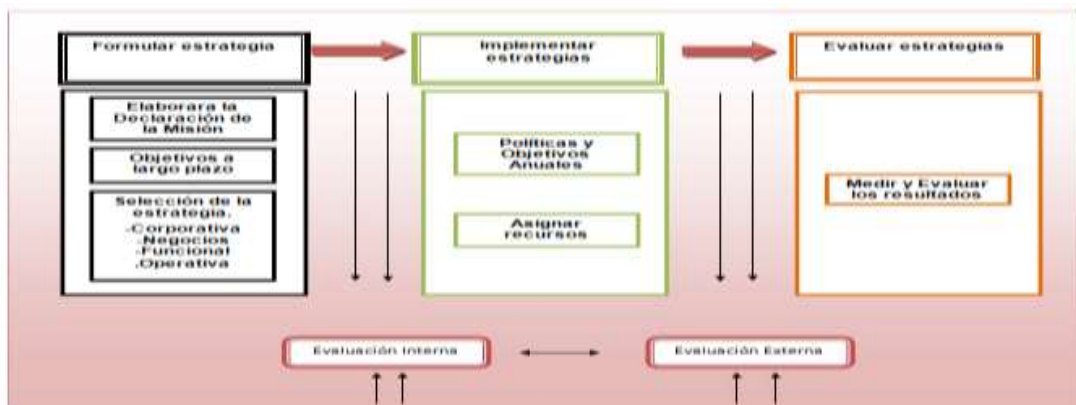 Formular estrategia
Implementar
estrategias
Evaluar estrategias
Elaborara la
Declaración de
la Misión
Objetivos a
largo plazo
Selección de la
estrategia.
-Corporativa
.Negocios
-Funcional
.Operativa
Políticas y
Objetivos
Anuales
Asignar
recursos
Medir y Evaluar
los resultados
Evaluación Interna
Evaluación Externa